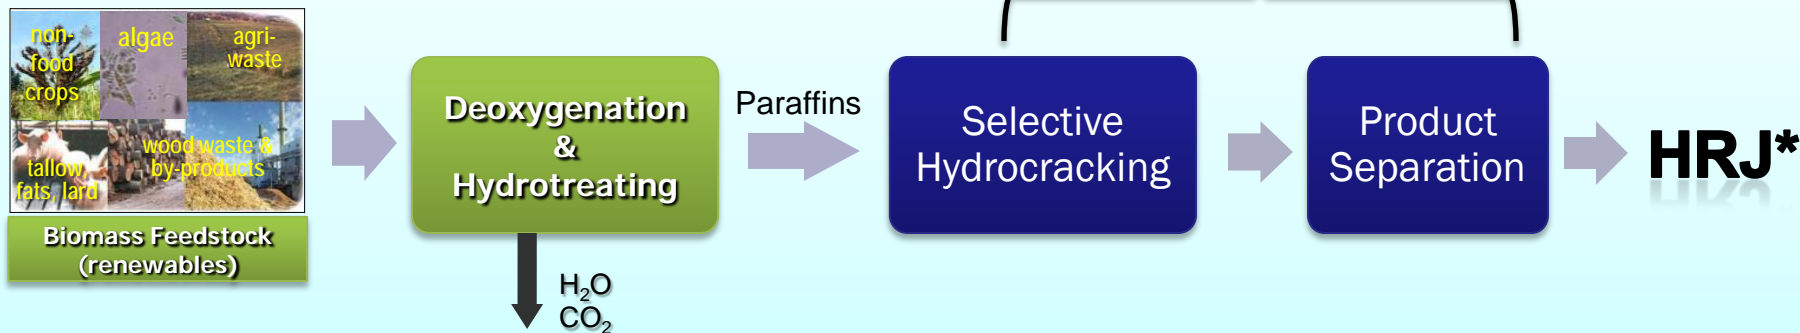 non-
food
crops
algae
agri-
waste
tallow,
fats, lard
wood waste &
by-products
Biomass Feedstock
(renewables)
Deoxygenation
&
Hydrotreating
H₂O
CO₂
Paraffins
Selective
Hydrocracking
Product
Separation
HRJ*